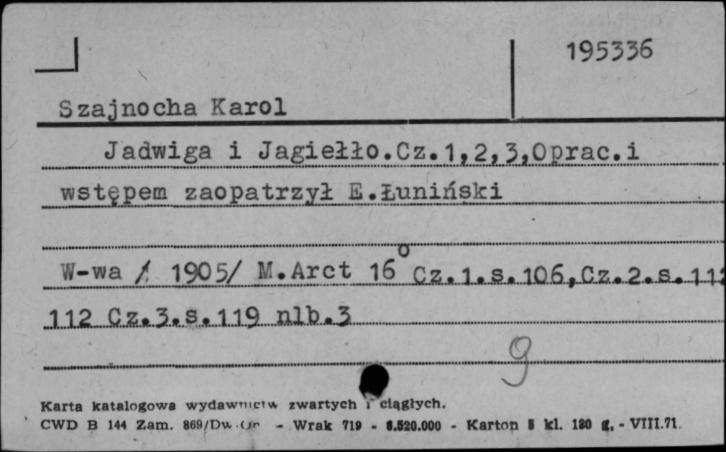 195336
Szajnocha Karol
Jadwiga i Jagiełło.Cz.1,2,3,Oprac.i
wstępem zaopatrzył E.Łuniński
W-wa / 1905/ M.Arct 16° Cz.1.s.106,Cz.2.s.112
112 Cz.3.s.119 nlb.3
9
Karta katalogowa wydawnictw zwartych i ciągłych.
CWD B 144 Zam. 869/Dw - Wrak 719 - 8.520.000 - Karton 5 kl. 180 g. - VIII.71.